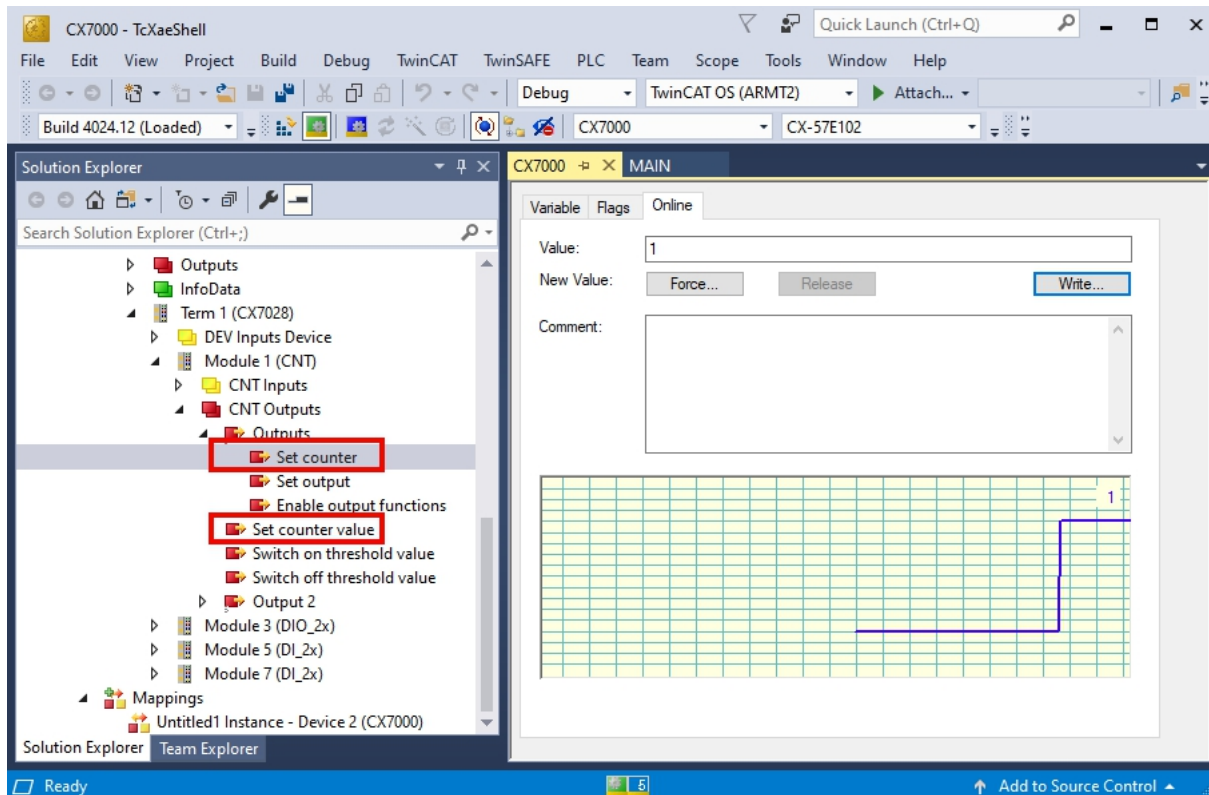 CX7000 - TcXaeShell
Quick Launch (Ctrl+Q)
File Edit View Project Build Debug TwinCAT TwinSAFE PLC Team Scope Tools Window Help
Debug TwinCAT OS (ARMT2) Attach...
Build 4024.12 (Loaded) CX7000 CX-57E102
Solution Explorer
CX7000 MAIN
Search Solution Explorer (Ctrl+;)
Outputs
InfoData
Term 1 (CX7028)
DEV Inputs Device
Module 1 (CNT)
CNT Inputs
CNT Outputs
Outputs
Set counter
Set output
Enable output functions
Set counter value
Switch on threshold value
Switch off threshold value
Output 2
Module 3 (DIO_2x)
Module 5 (DI_2x)
Module 7 (DI_2x)
Mappings
Untitled1 Instance - Device 2 (CX7000)
Solution Explorer Team Explorer
Variable Flags Online
Value: 1
New Value: Force... Release Write...
Comment:
1
Ready 5 Add to Source Control